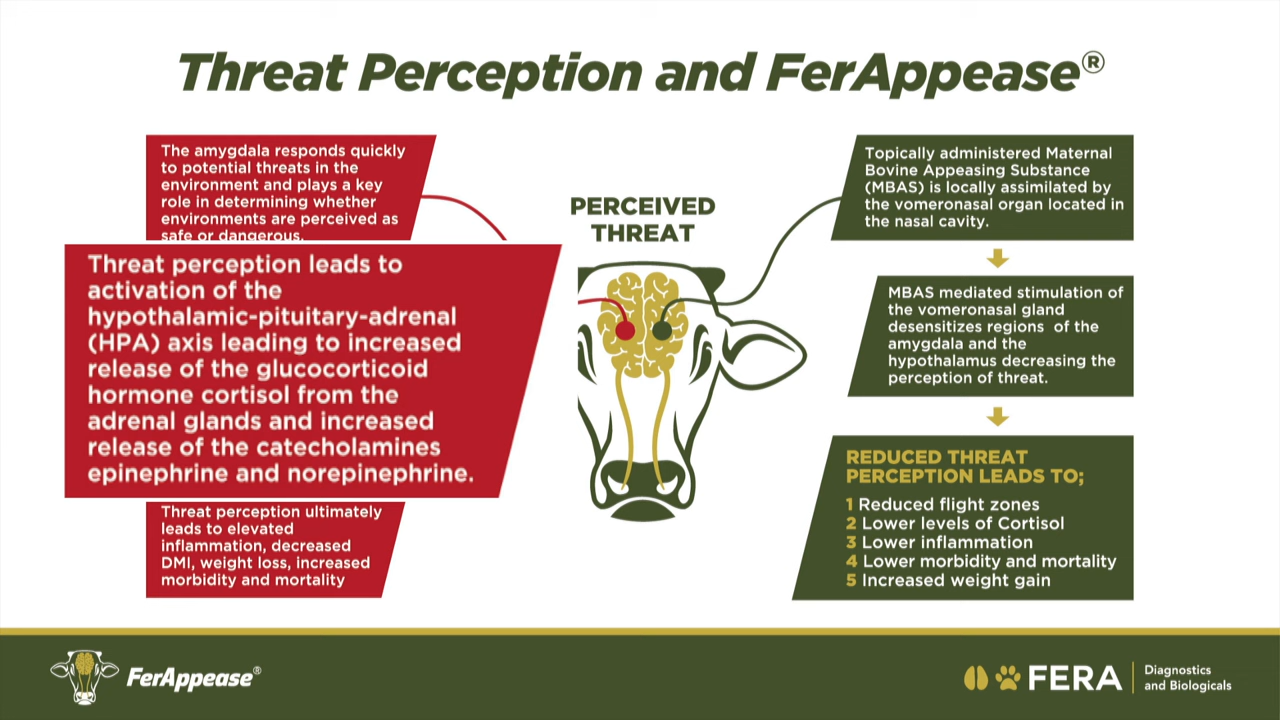 Threat Perception and FerAppease®
The amygdala responds quickly
to potential threats in the
environment and plays a key
role in determining whether
environments are perceived as
safe or dangerous.
Threat perception leads to
activation of the
hypothalamic-pituitary-adrenal
(HPA) axis leading to increased
release of the glucocorticoid
hormone cortisol from the
adrenal glands and increased
release of the catecholamines
epinephrine and norepinephrine.
Threat perception ultimately
leads to elevated
inflammation, decreased
DMI, weight loss, increased
morbidity and mortality
PERCEIVED
THREAT
Topically administered Maternal
Bovine Appeasing Substance
(MBAS) is locally assimilated by
the vomeronasal organ located in
the nasal cavity.
MBAS mediated stimulation of
the vomeronasal gland
desensitizes regions of the
amygdala and the
hypothalamus decreasing the
perception of threat.
REDUCED THREAT
PERCEPTION LEADS TO;
1 Reduced flight zones
2 Lower levels of Cortisol
3 Lower inflammation
4 Lower morbidity and mortality
5 Increased weight gain
FerAppease®
FERA
Diagnostics
and Biologicals